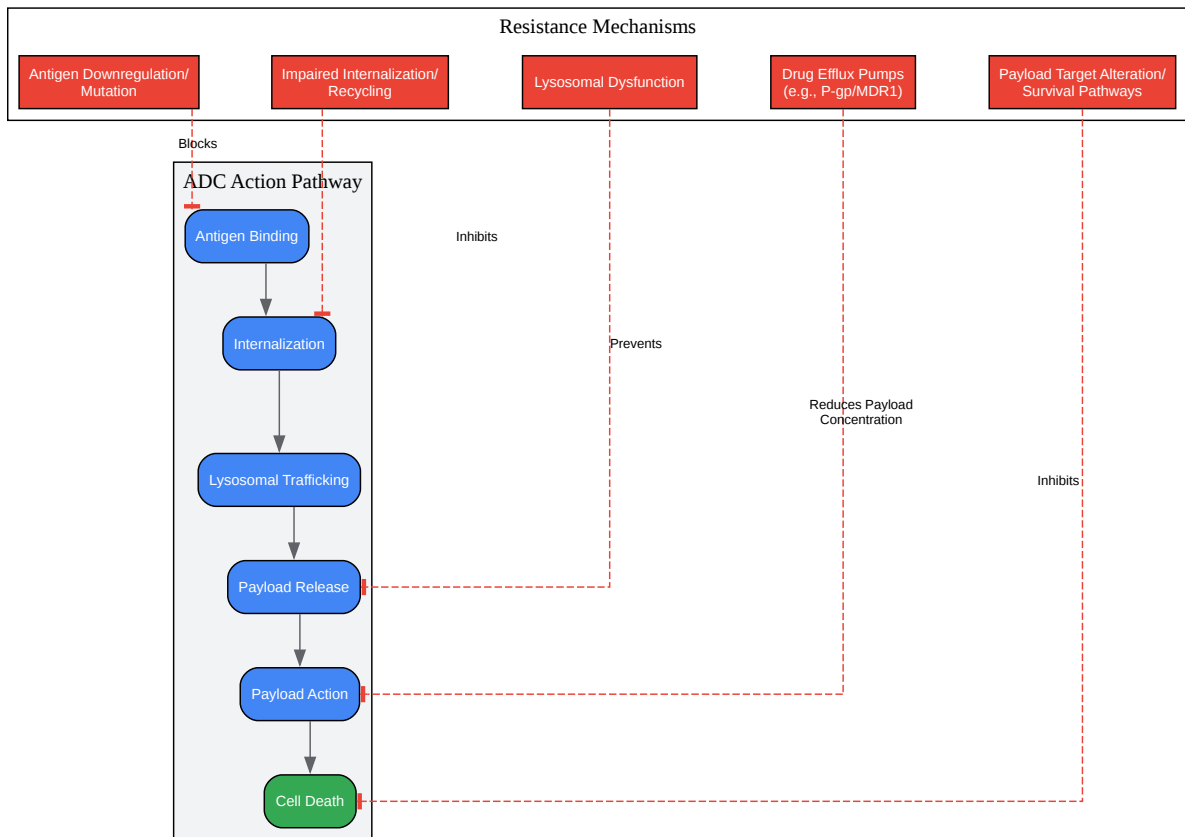 Resistance Mechanisms
Antigen Downregulation/
Mutation
Impaired Internalization/
Recycling
Lysosomal Dysfunction
Drug Efflux Pumps
(e.g., P-gp/MDR1)
Payload Target Alteration/
Survival Pathways
Blocks
ADC Action Pathway
Antigen Binding
Inhibits
Internalization
Prevents
Reduces Payload
Concentration
Lysosomal Trafficking
Inhibits
Payload Release
Payload Action
Cell Death